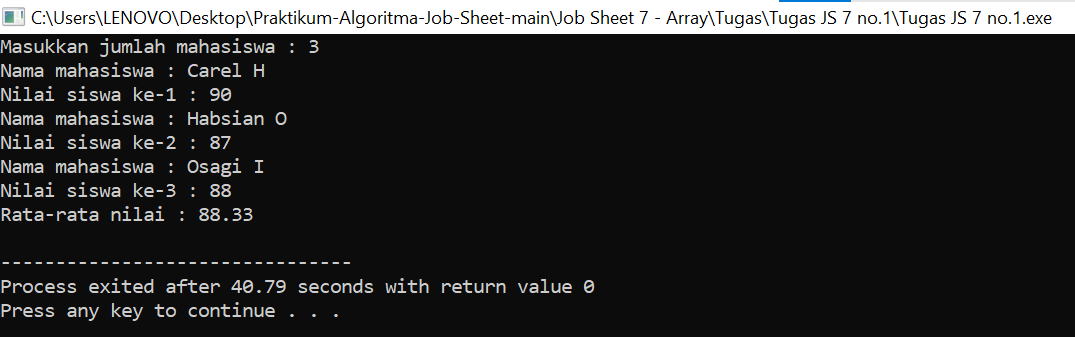 C:\Users\LENOVO\Desktop\Praktikum-Algoritma-Job-Sheet-main\Job Sheet 7 - Array\Tugas\Tugas JS 7 no.1\Tugas JS 7 no.1.exe
Masukkan jumlah mahasiswa : 3
Nama mahasiswa : Carel H
Nilai siswa ke-1 : 90
Nama mahasiswa : Habsian O
Nilai siswa ke-2 : 87
Nama mahasiswa : Osagi I
Nilai siswa ke-3 : 88
Rata-rata nilai : 88.33
--------------------------------
Process exited after 40.79 seconds with return value 0
Press any key to continue . . .